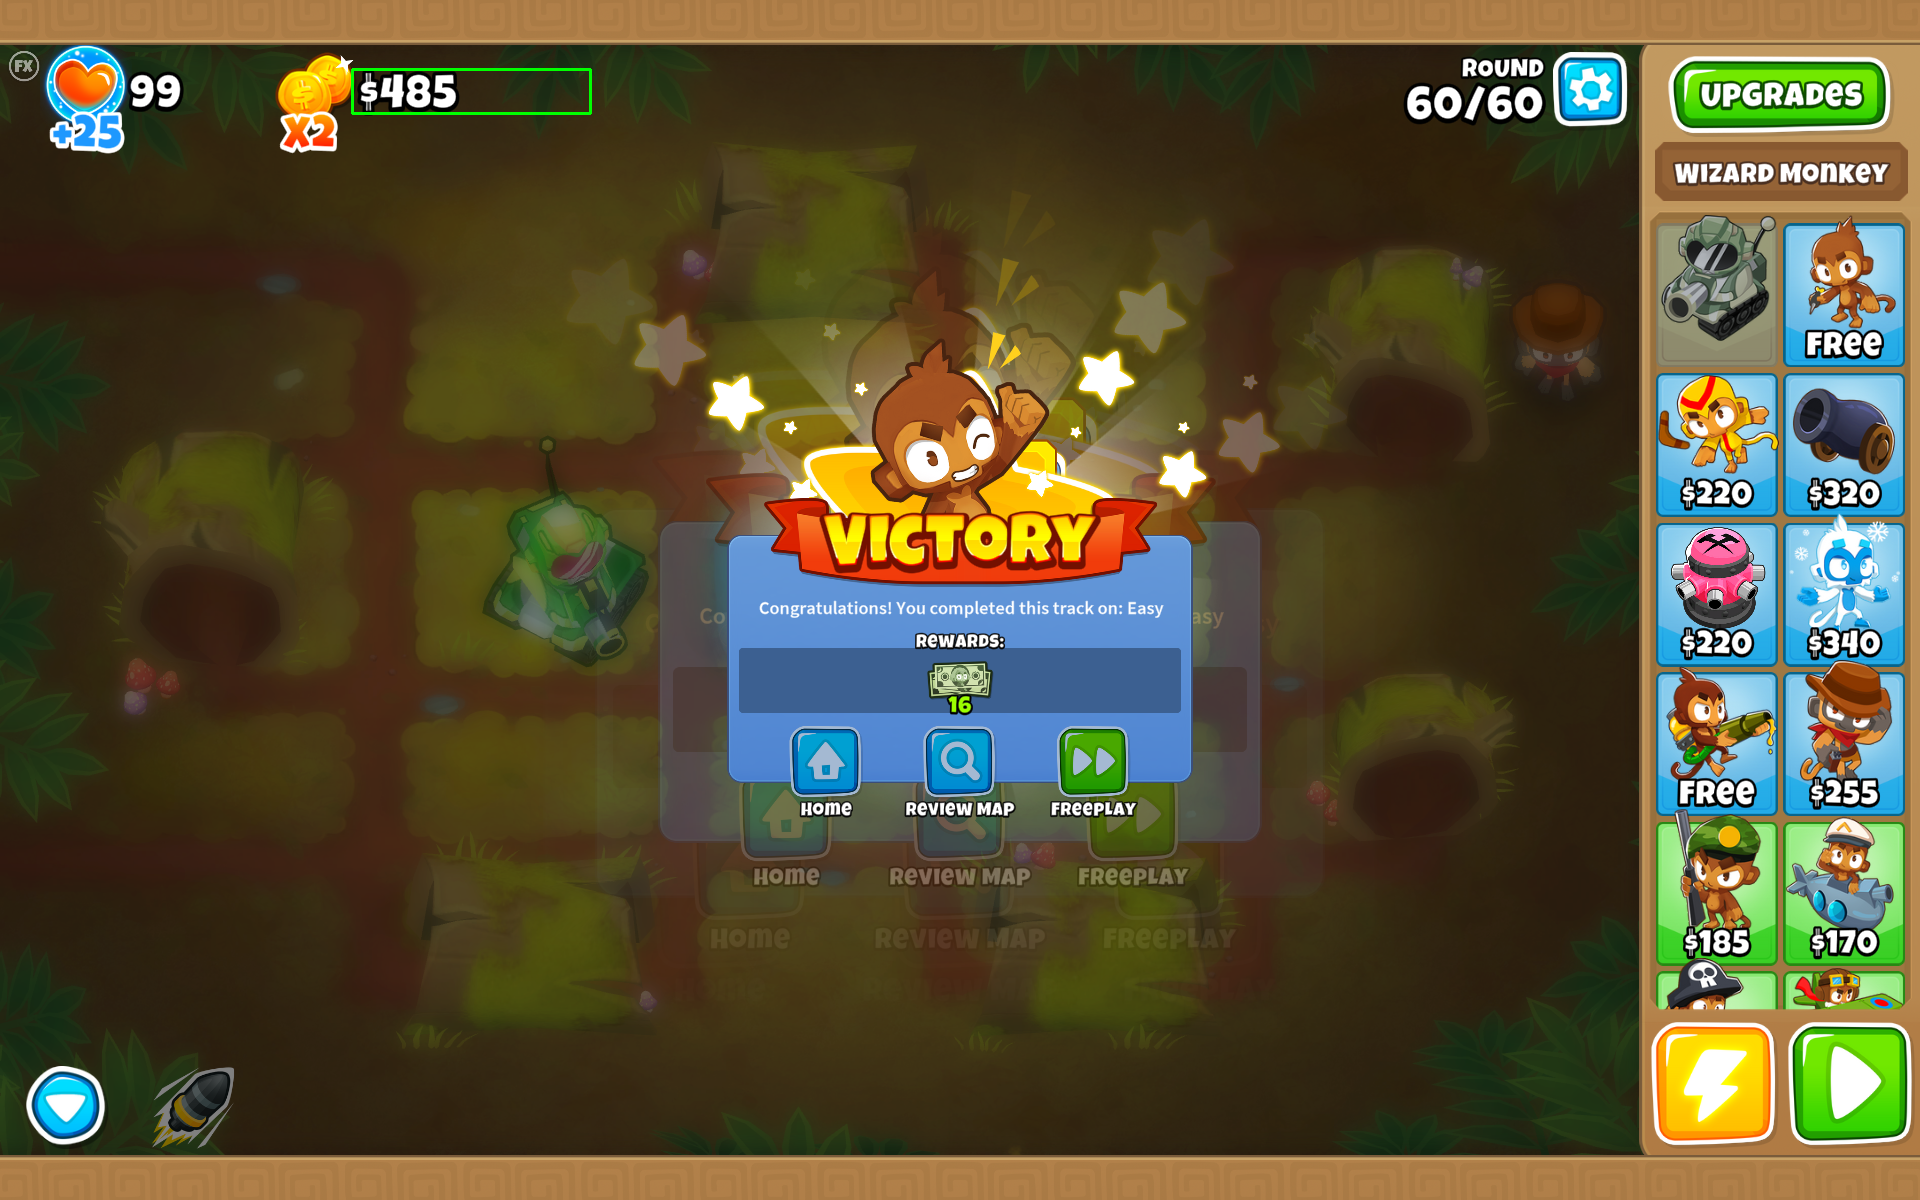 FX
99
+25
X2
$485
ROUND
60/60
UPGRADES
WIZARD MONKEY
FREE
$220
$320
$220
$340
FREE
$255
$185
$170
VICTORY
Congratulations! You completed this track on: Easy
REWARDS:
16
HOME
REVIEW MAP
FREEPLAY
HOME
REVIEW MAP
FREEPLAY
HOME
REVIEW MAP
FREEPLAY